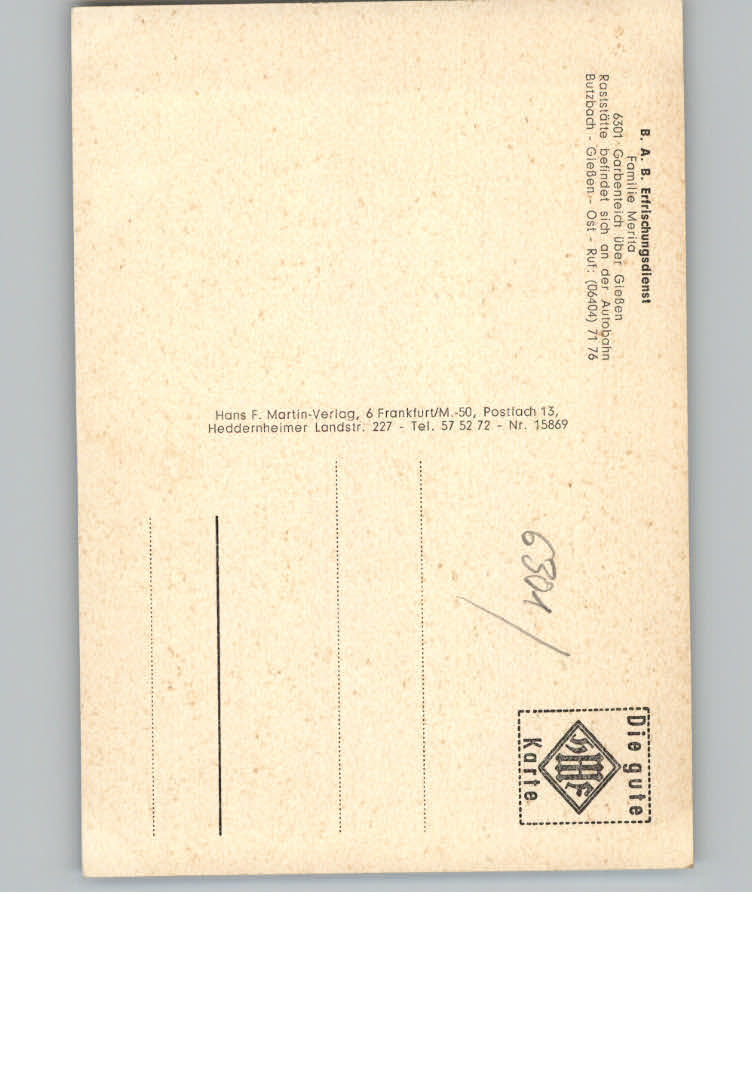 B. A. B. Erfrischungsdienst
Familie Merita
6301 Garbenteich über Gießen
Raststätte befindet sich an der Autobahn
Butzbach - Gießen - Ost - Ruf: (06404) 71 76
Hans F. Martin-Verlag, 6 Frankfurt/M.-50, Postfach 13,
Heddernheimer Landstr. 227 - Tel. 57 52 72 - Nr. 15869
6301/
Die gute
Karte